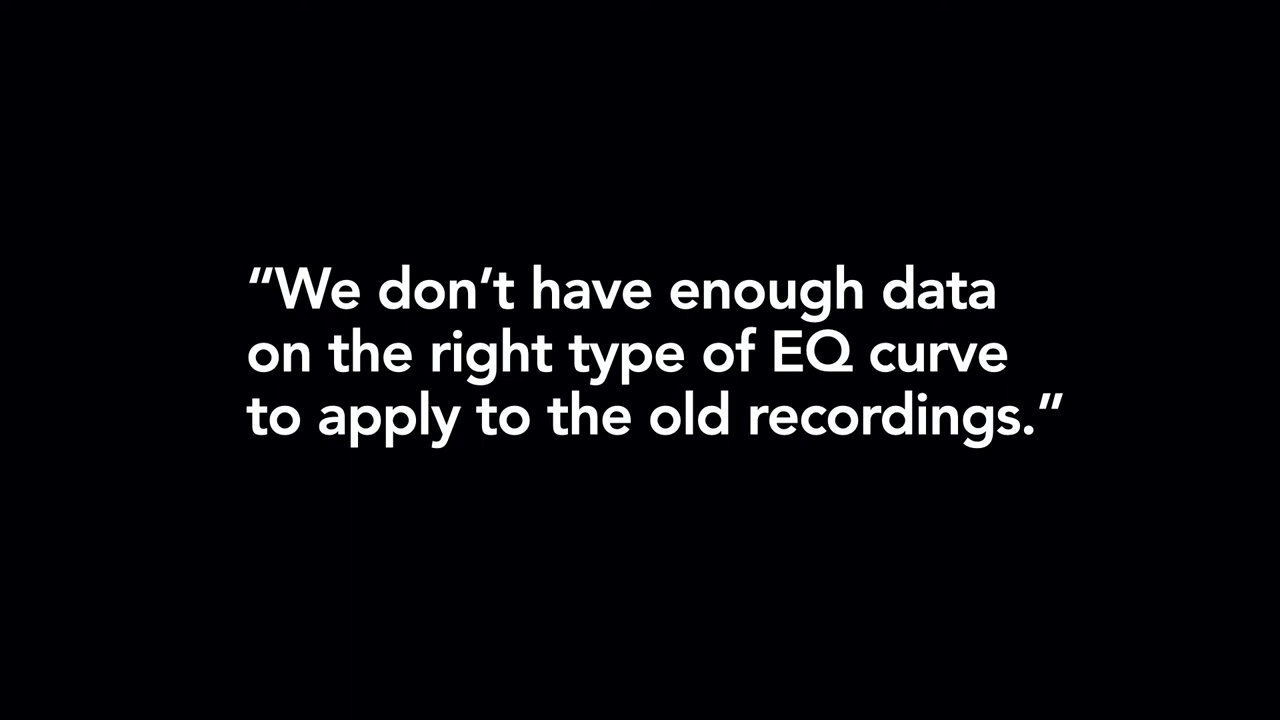 “We don’t have enough data
on the right type of EQ curve
to apply to the old recordings.”